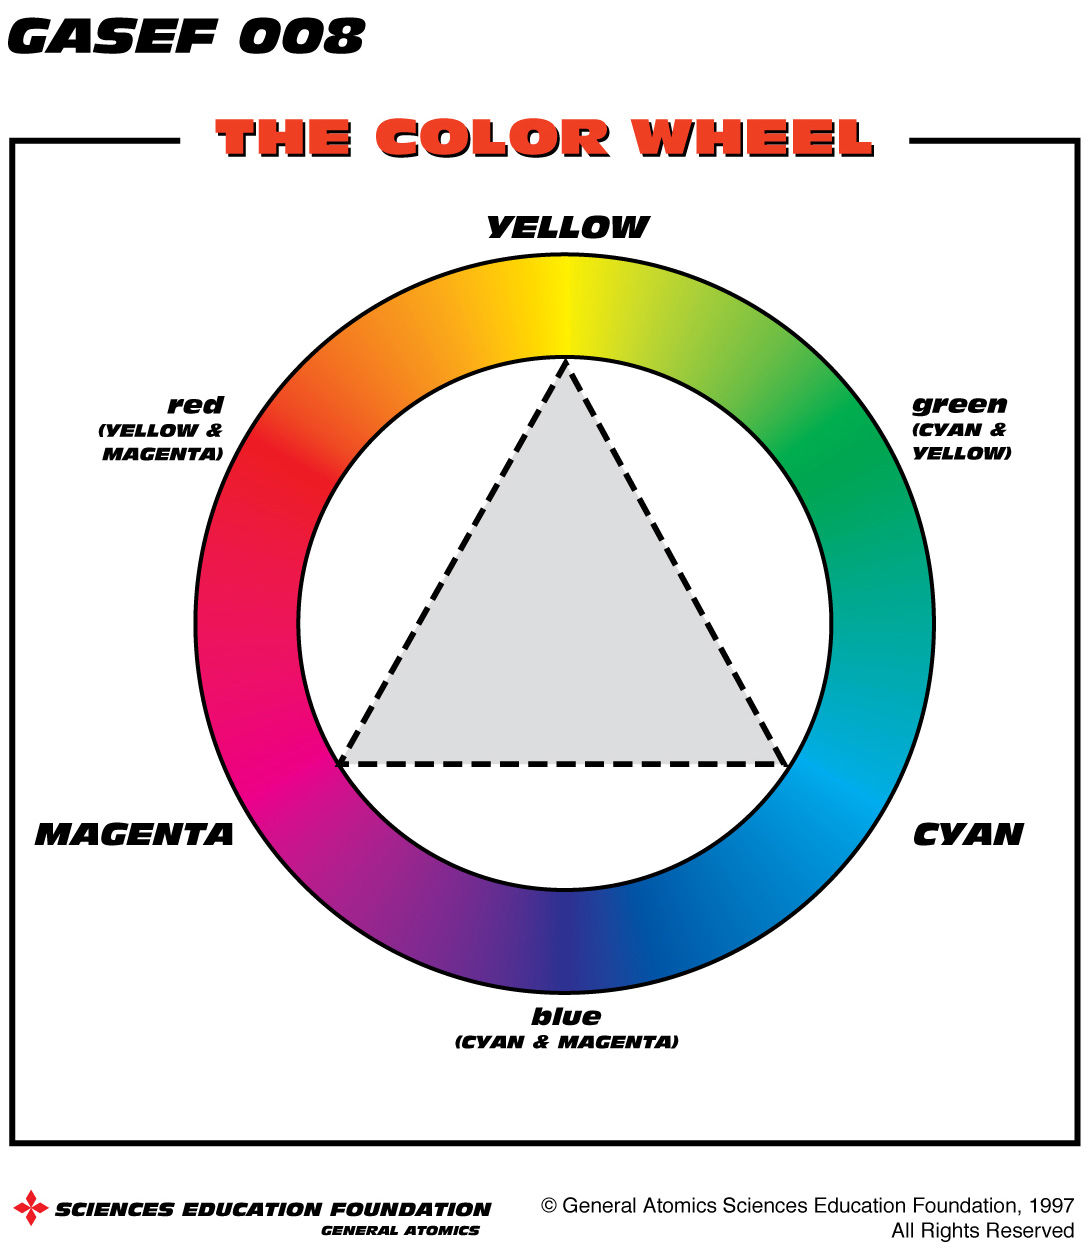 GASEF 008
THE COLOR WHEEL
YELLOW
red
(YELLOW &
MAGENTA)
green
(CYAN &
YELLOW)
MAGENTA
CYAN
blue
(CYAN & MAGENTA)
SCIENCES EDUCATION FOUNDATION
GENERAL ATOMICS
© General Atomics Sciences Education Foundation, 1997
All Rights Reserved